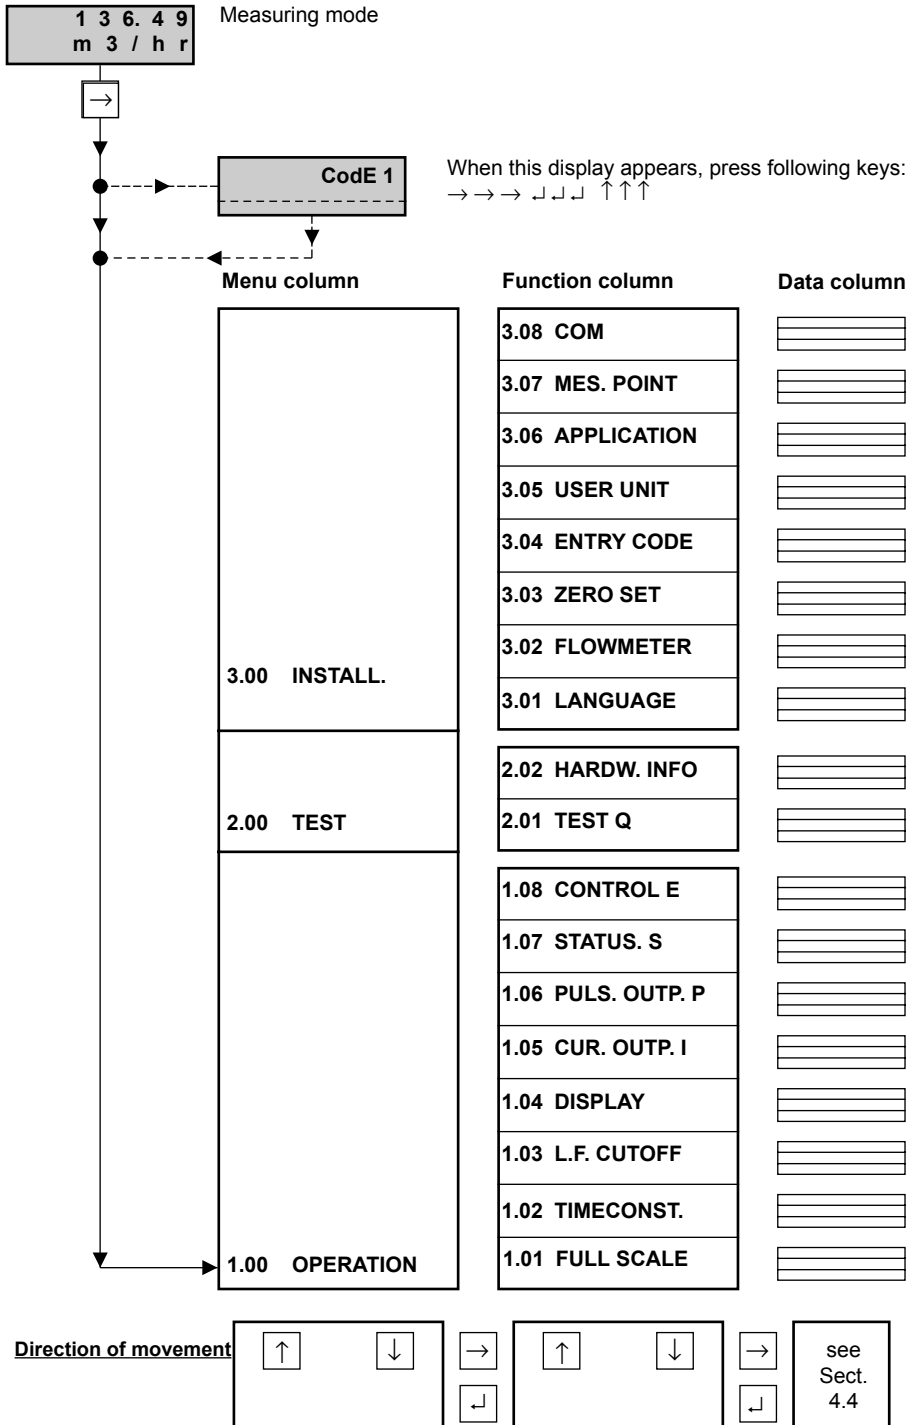 1 3 6. 4 9
m 3 / h r
Measuring mode
→
CodE 1
When this display appears, press following keys:
→ → → ↵ ↵ ↵ ↑ ↑ ↑
Menu column
Function column
Data column
3.08 COM
3.07 MES. POINT
3.06 APPLICATION
3.05 USER UNIT
3.04 ENTRY CODE
3.03 ZERO SET
3.02 FLOWMETER
3.00 INSTALL.
3.01 LANGUAGE
2.02 HARDW. INFO
2.00 TEST
2.01 TEST Q
1.08 CONTROL E
1.07 STATUS. S
1.06 PULS. OUTP. P
1.05 CUR. OUTP. I
1.04 DISPLAY
1.03 L.F. CUTOFF
1.02 TIMECONST.
1.00 OPERATION
1.01 FULL SCALE
Direction of movement
↑ ↓ → ↑ ↓ →
↵ ↵
see
Sect.
4.4